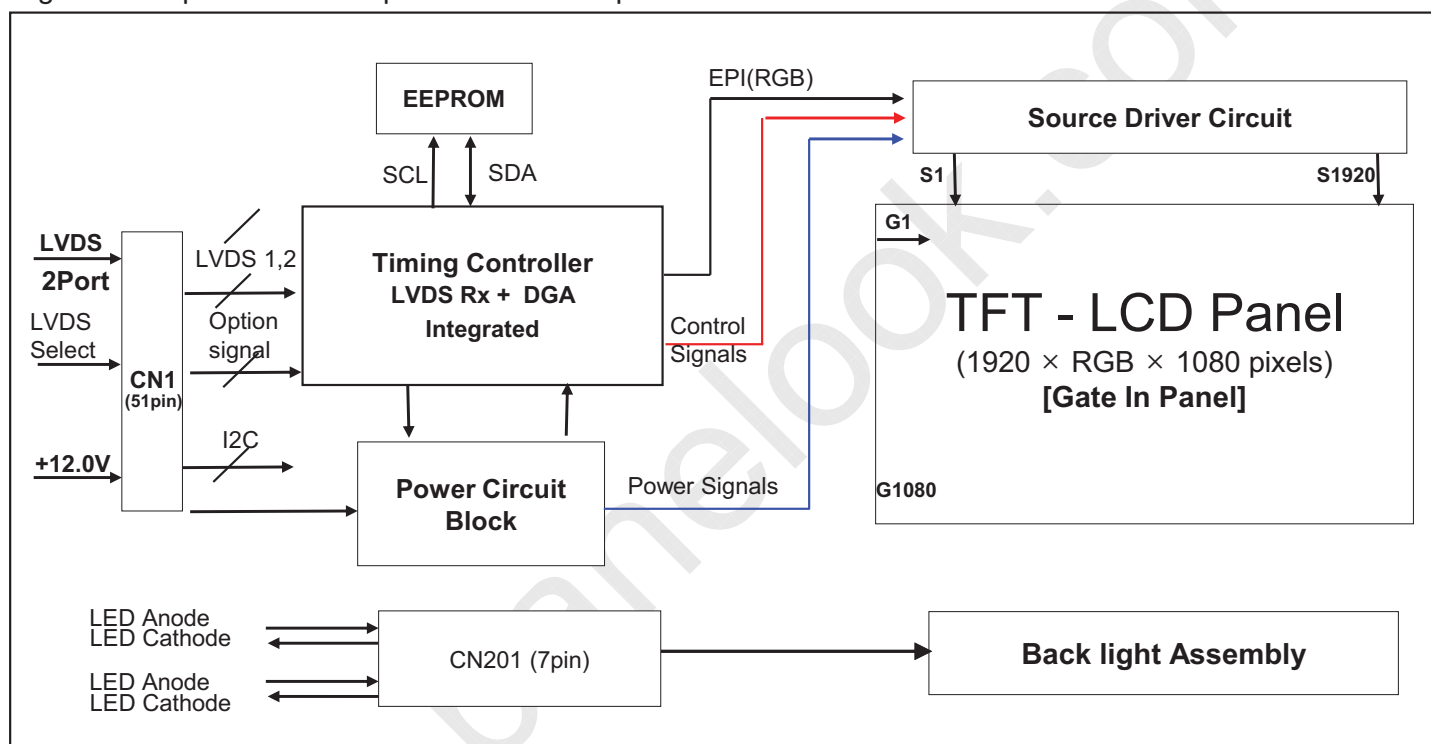 EEPROM
EPI(RGB)
Source Driver Circuit
SCL
SDA
S1
S1920
LVDS
2Port
LVDS 1,2
Timing Controller
LVDS Rx + DGA
Integrated
G1
TFT - LCD Panel
(1920 × RGB × 1080 pixels)
[Gate In Panel]
LVDS
Select
Option
signal
Control
Signals
CN1
(51pin)
+12.0V
I2C
Power Circuit
Block
Power Signals
G1080
LED Anode
LED Cathode
LED Anode
LED Cathode
CN201 (7pin)
Back light Assembly
panelook.co